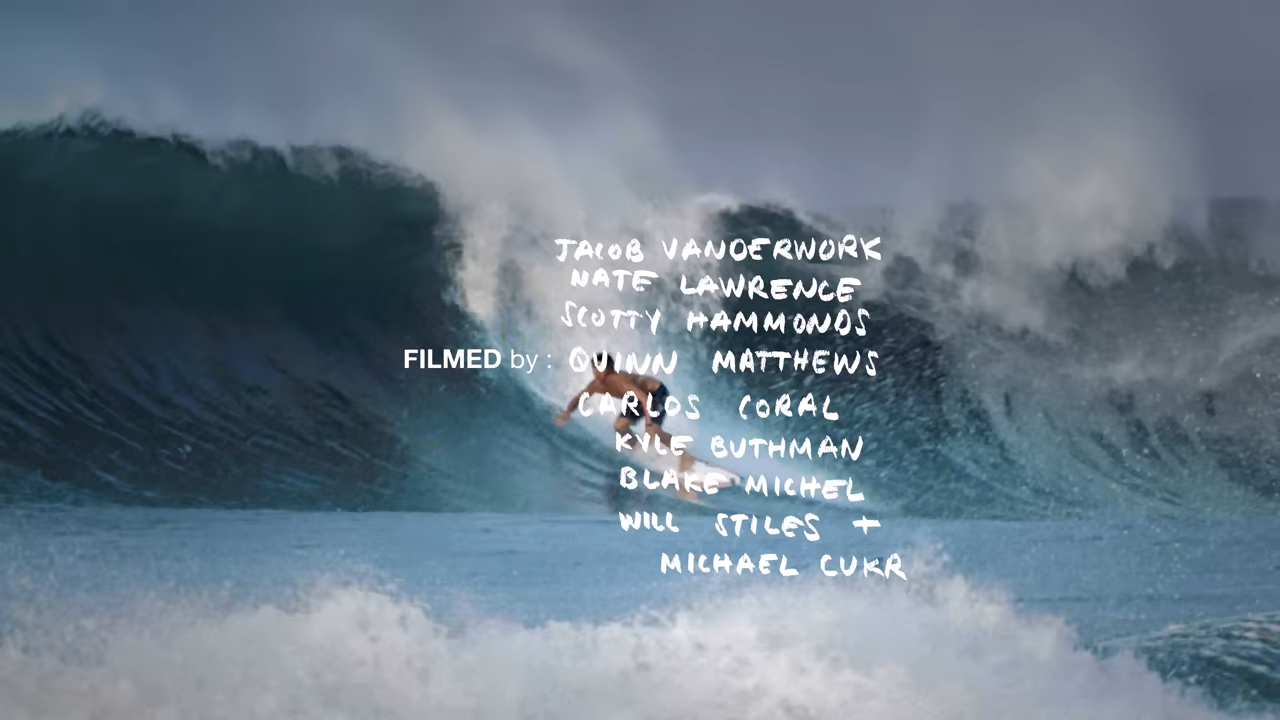 JACOB VANDERWORK
NATE LAWRENCE
SCOTTY HAMMONDS
FILMED by : QUINN MATTHEWS
CARLOS CORAL
KYLE BUTHMAN
BLAKE MICHEL
WILL STILES +
MICHAEL CUKR